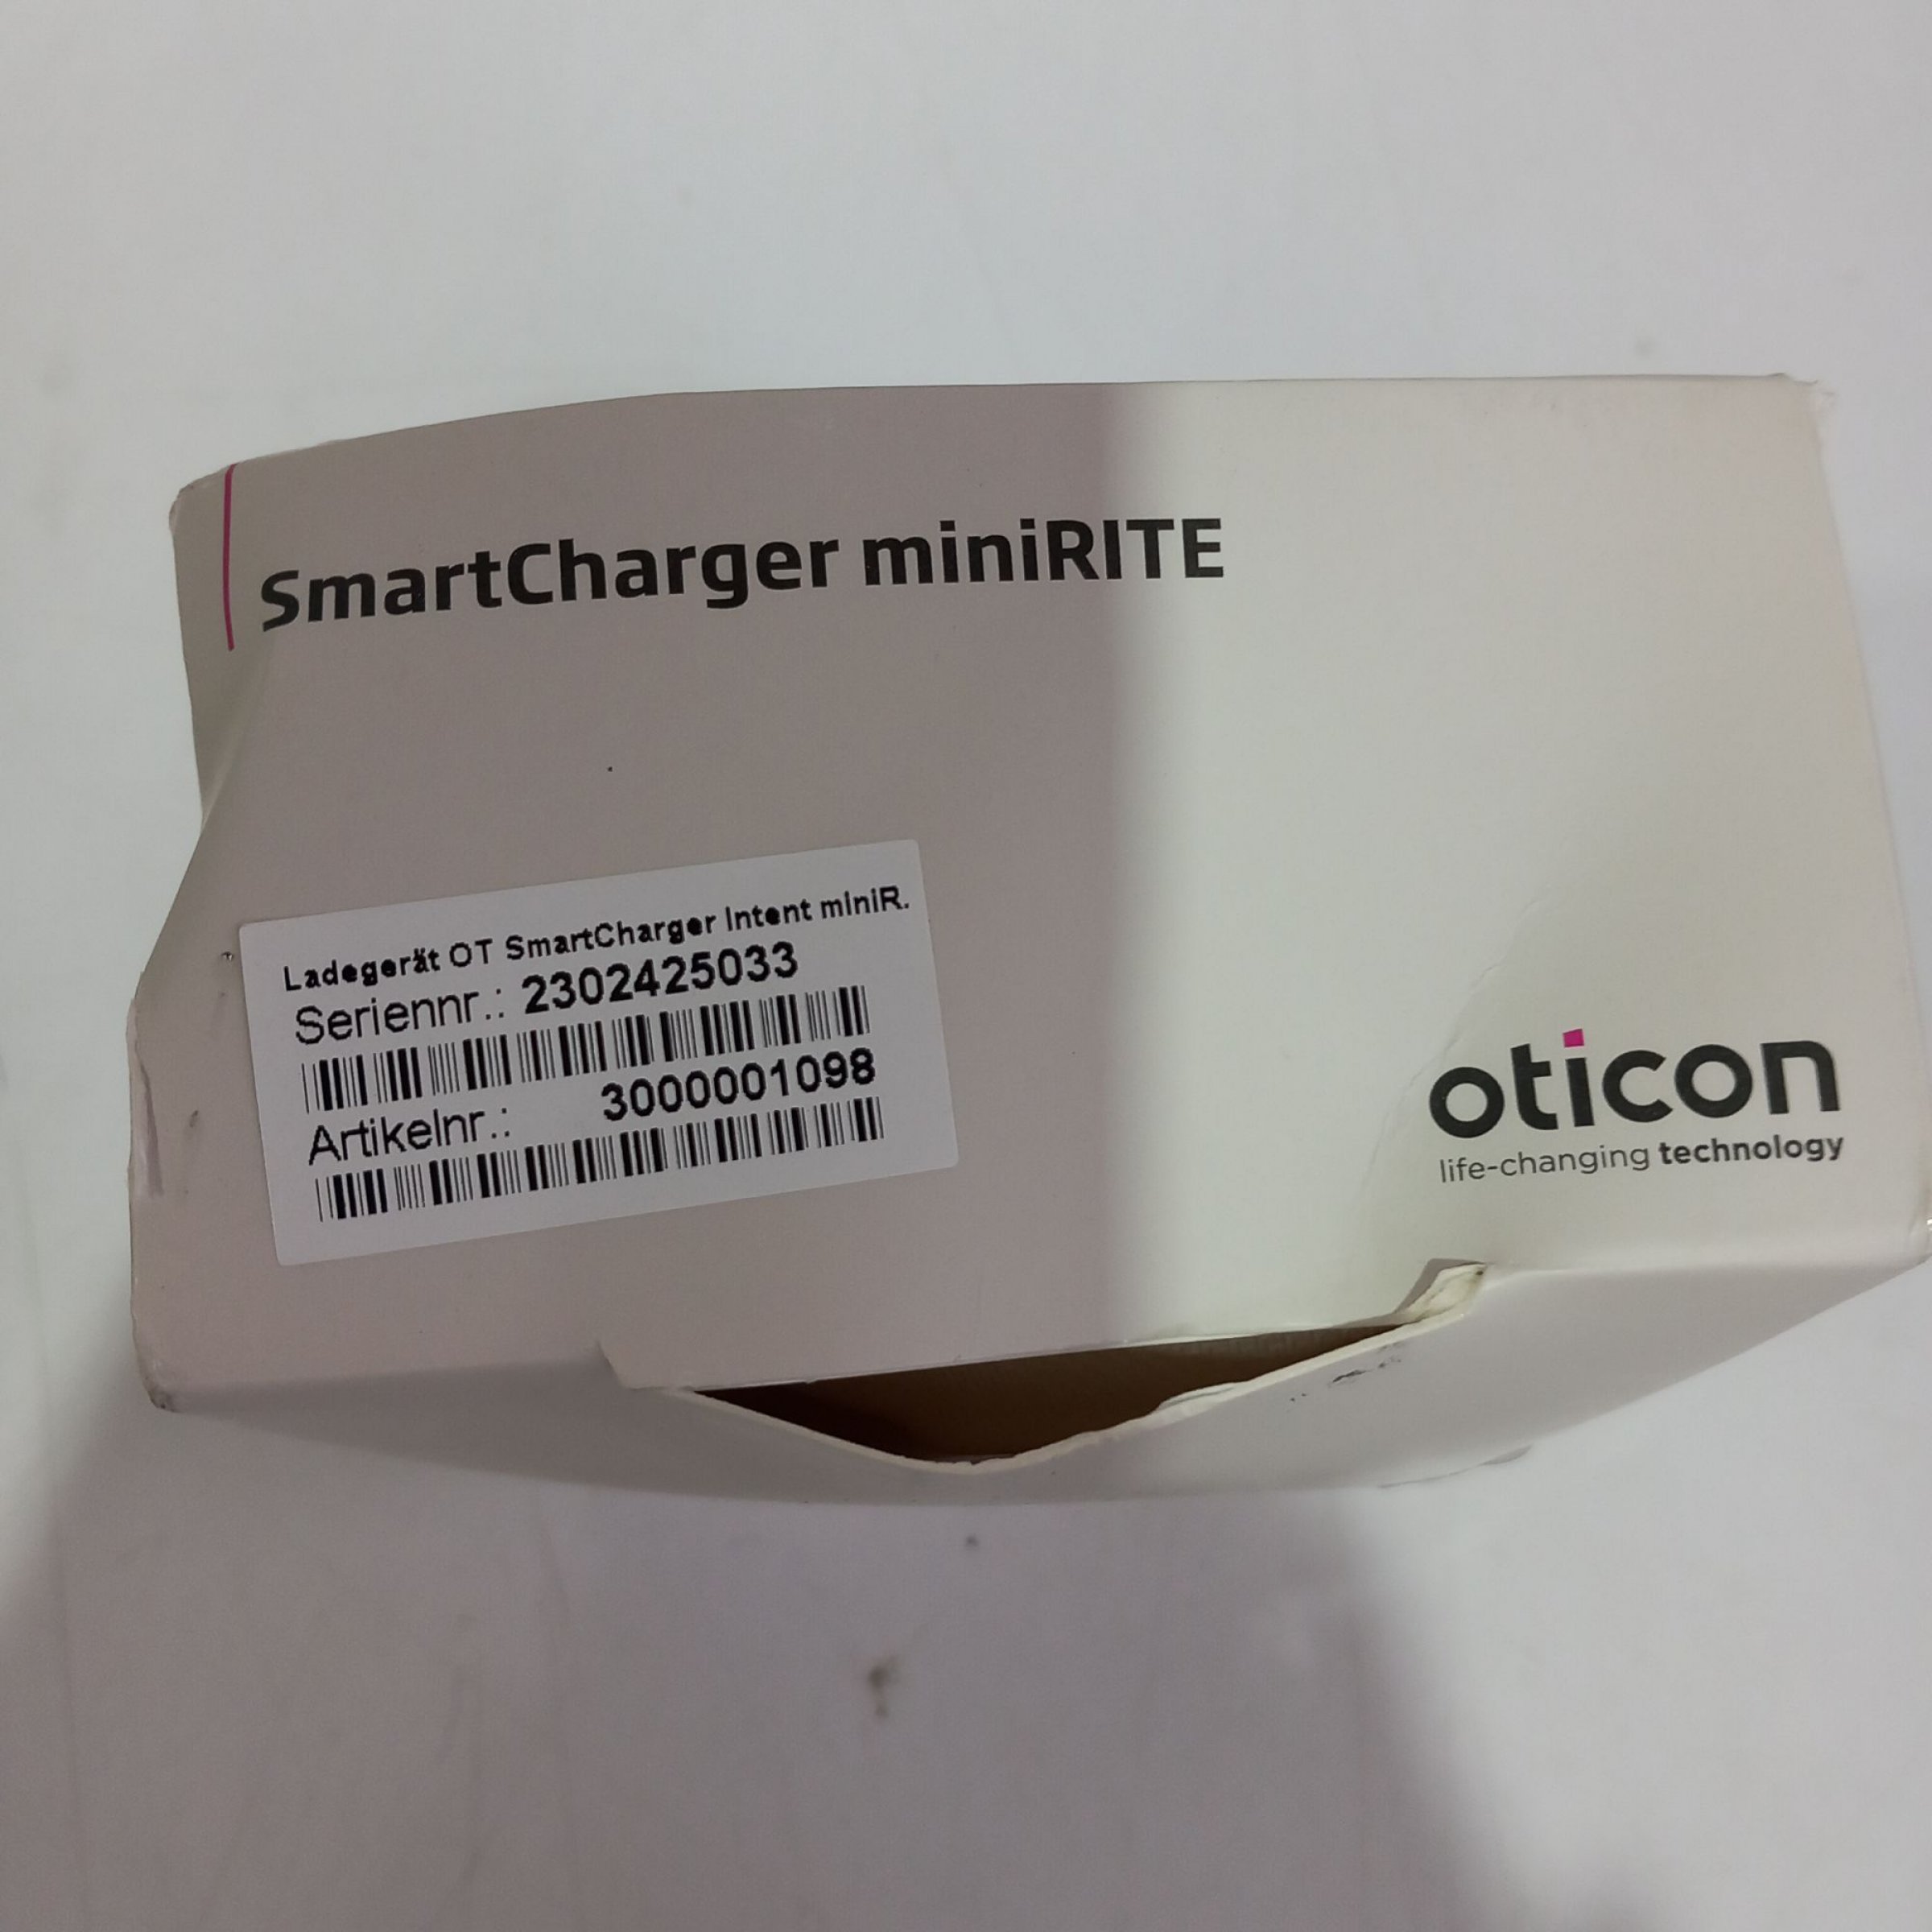 SmartCharger miniRITE
Ladegerät OT SmartCharger Intent miniR.
Seriennr.: 2302425033
Artikelnr.: 3000001098
oticon
life-changing technology